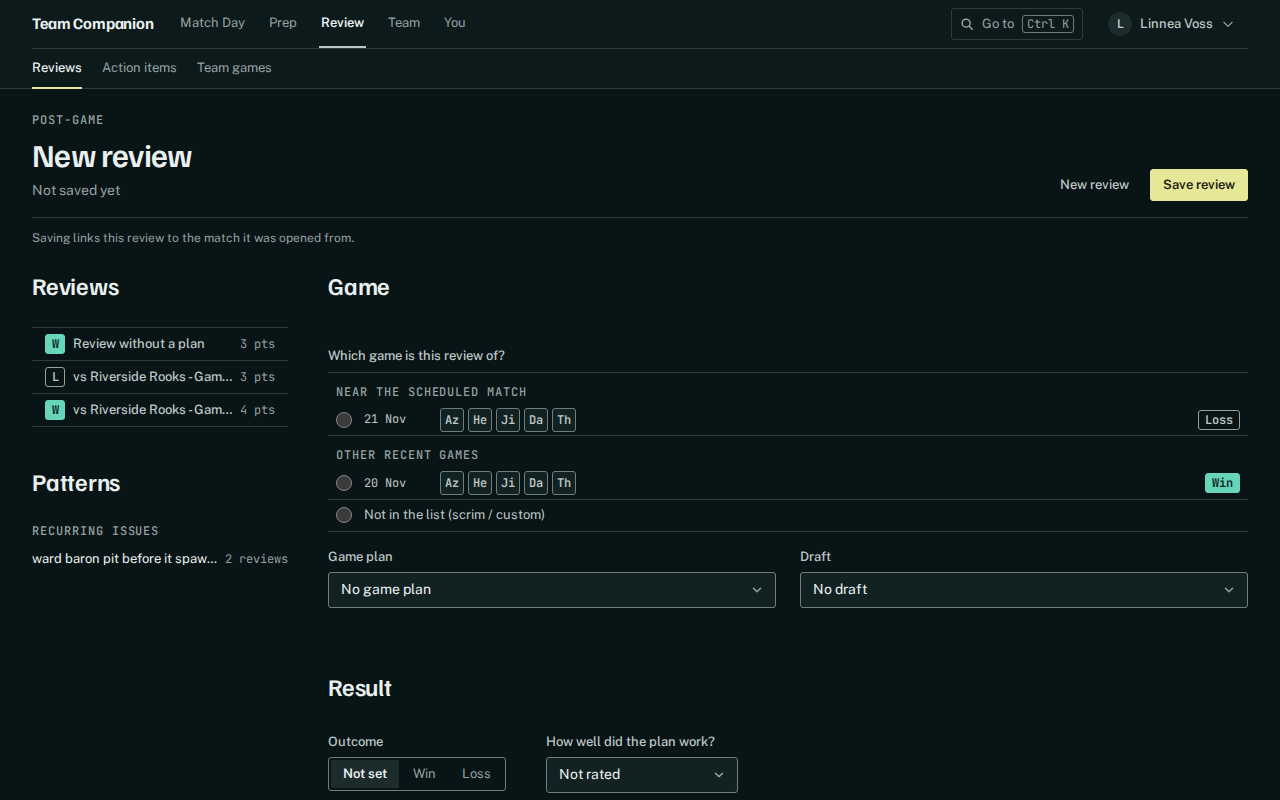 Team Companion Match Day Prep Review Team You Go to Ctrl K L Linnea Voss
Reviews Action items Team games
POST-GAME
New review
Not saved yet
New review Save review
Saving links this review to the match it was opened from.
Reviews
W Review without a plan 3 pts
L vs Riverside Rooks - Gam... 3 pts
W vs Riverside Rooks - Gam... 4 pts
Patterns
RECURRING ISSUES
ward baron pit before it spaw... 2 reviews
Game
Which game is this review of?
NEAR THE SCHEDULED MATCH
21 Nov Az He Ji Da Th Loss
OTHER RECENT GAMES
20 Nov Az He Ji Da Th Win
Not in the list (scrim / custom)
Game plan Draft
No game plan No draft
Result
Outcome How well did the plan work?
Not set Win Loss Not rated